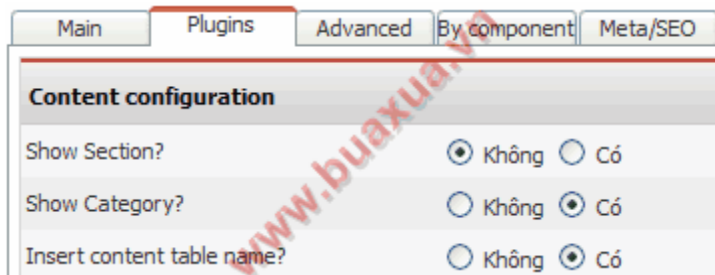 Main Plugins Advanced By component Meta/SEO
Content configuration
Show Section? Không Có
Show Category? Không Có
Insert content table name? Không Có
www.buaxua.vn